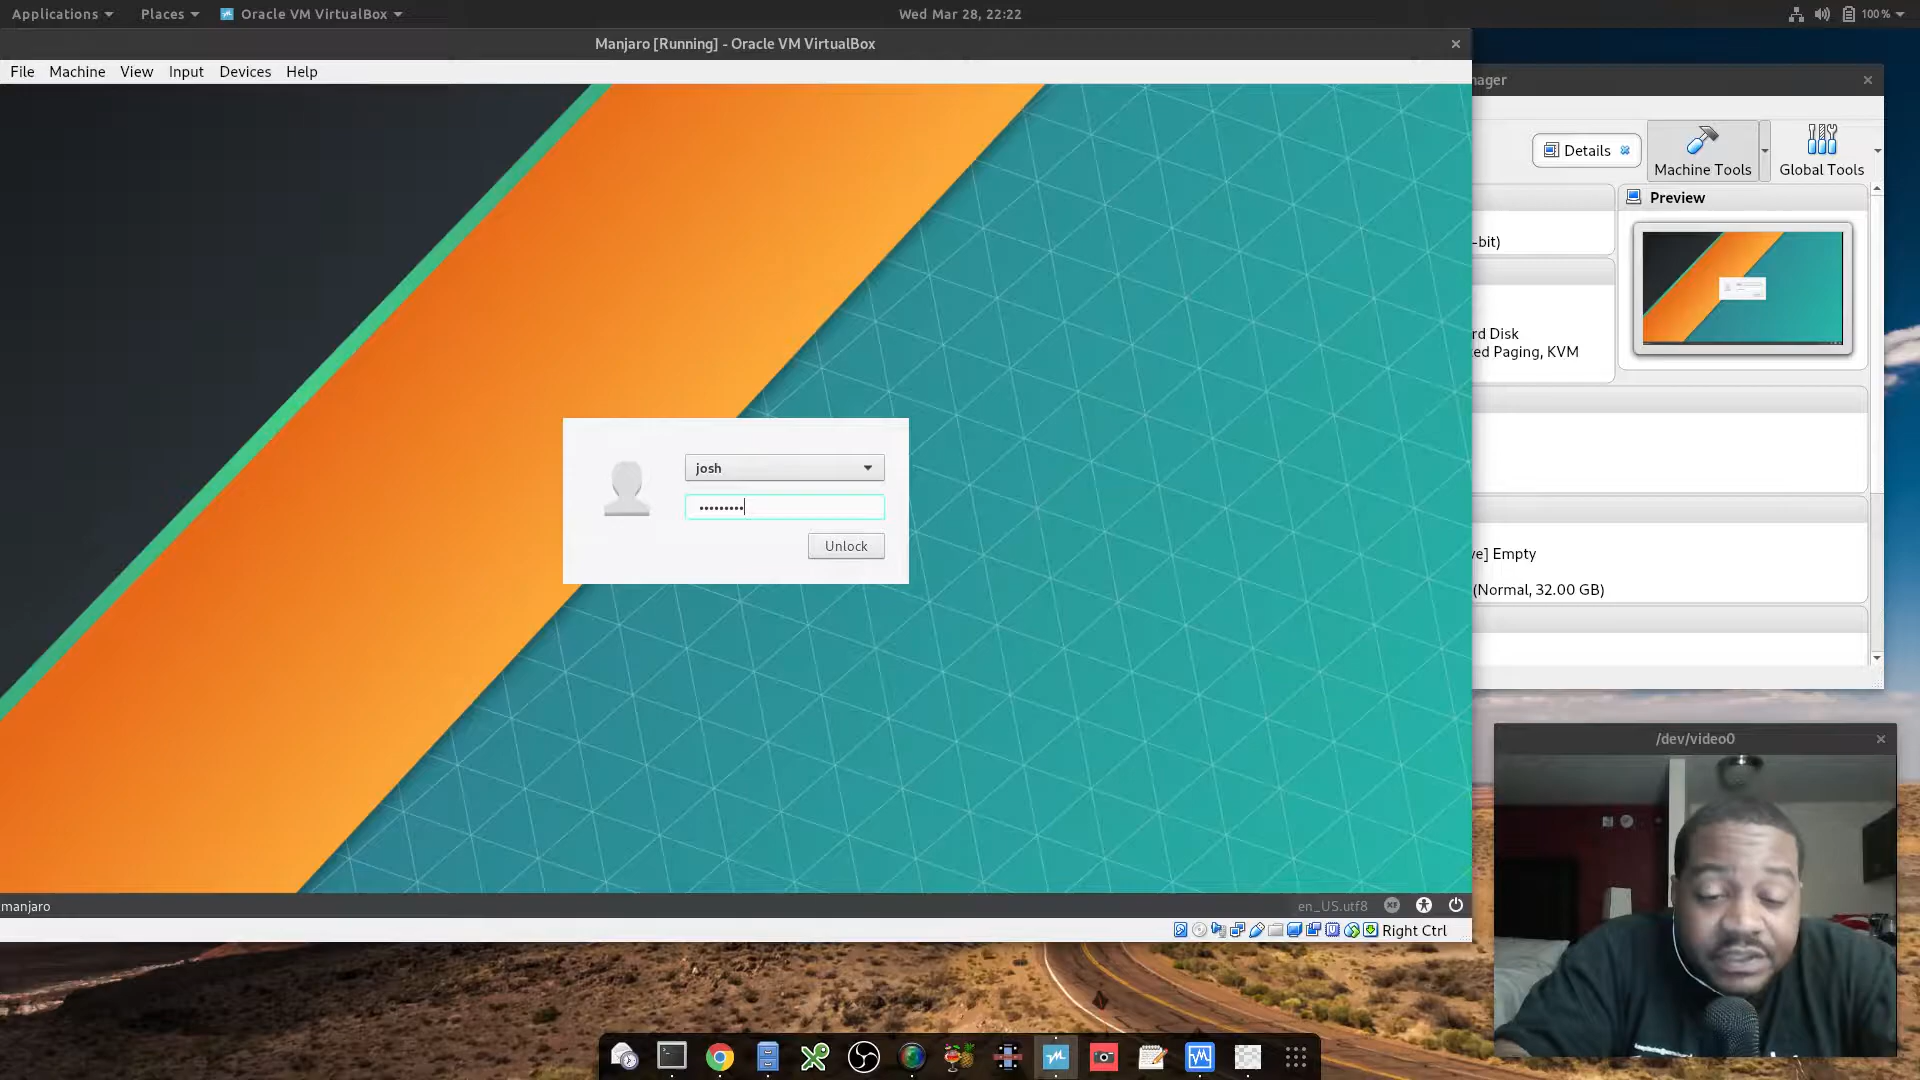 Applications Places Oracle VM VirtualBox Wed Mar 28, 22:22 100%
Manjaro [Running] - Oracle VM VirtualBox
nager
File Machine View Input Devices Help
Details Machine Tools Global Tools
Preview
-bit)
rd Disk
ted Paging, KVM
josh
Unlock
ve] Empty
(Normal, 32.00 GB)
/dev/video0
manjaro en_US.utf8
Right Ctrl